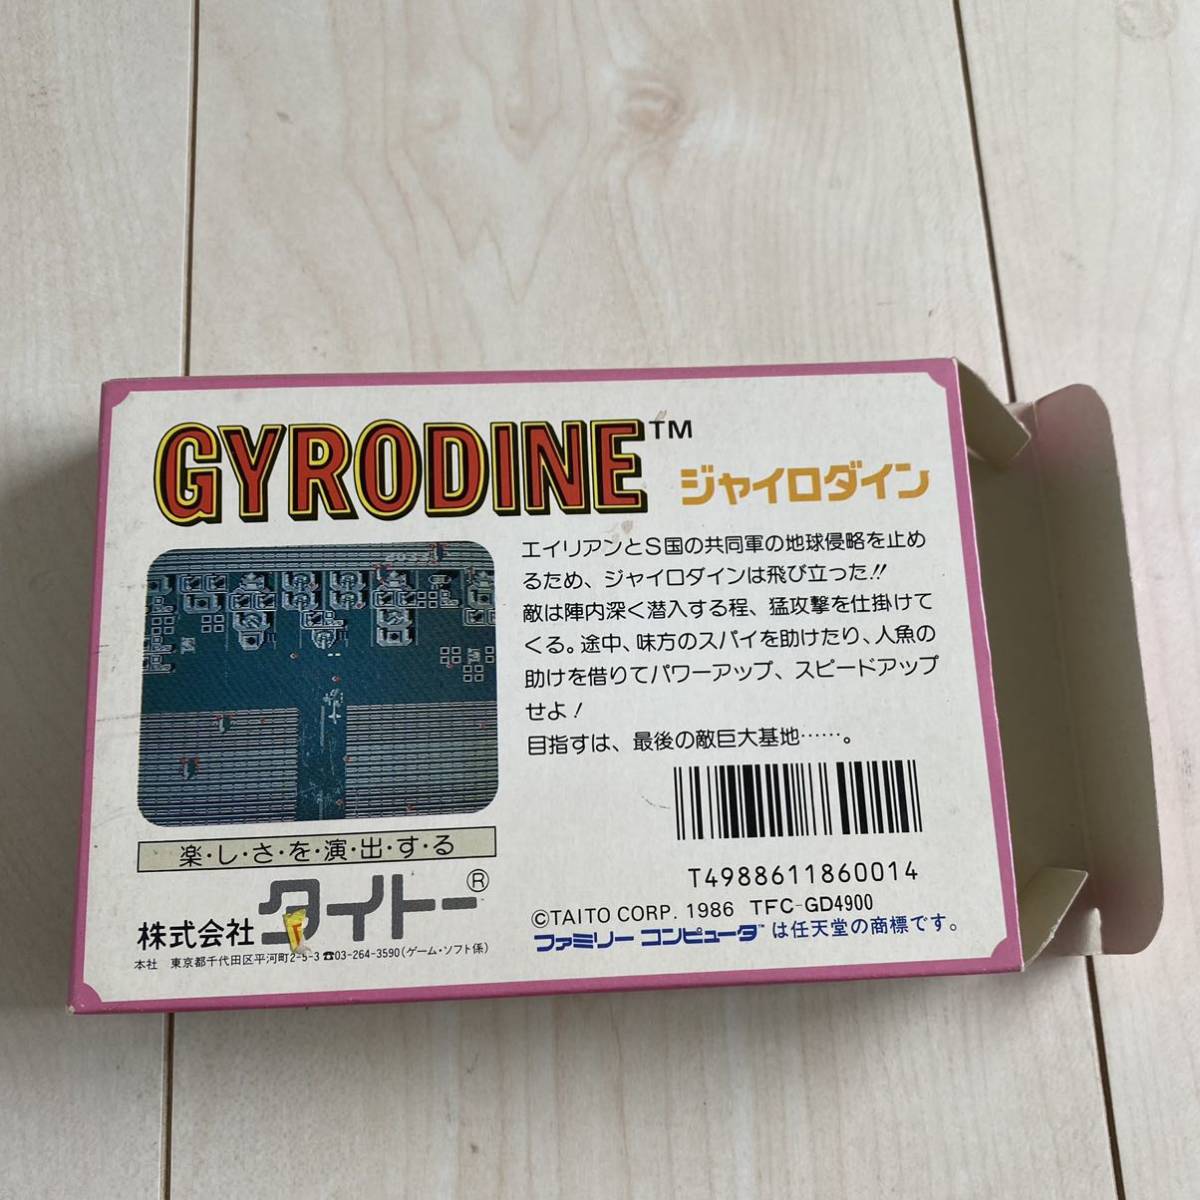 GYRODINE™
ジャイロダイン
エイリアンとS国の共同軍の地球侵略を止め
るため、ジャイロダインは飛び立った!!
敵は陣内深く潜入する程、猛攻撃を仕掛けて
くる。途中、味方のスパイを助けたり、人魚の
助けを借りてパワーアップ、スピードアップ
せよ!
目指すは、最後の敵巨大基地……。
楽・し・さ・を・演・出・す・る
株式会社 タイトー®
本社 東京都千代田区平河町2-5-3 ☎03-264-3590(ゲーム・ソフト係)
T4988611860014
©TAITO CORP. 1986 TFC-GD4900
ファミリー コンピュータ™は任天堂の商標です。